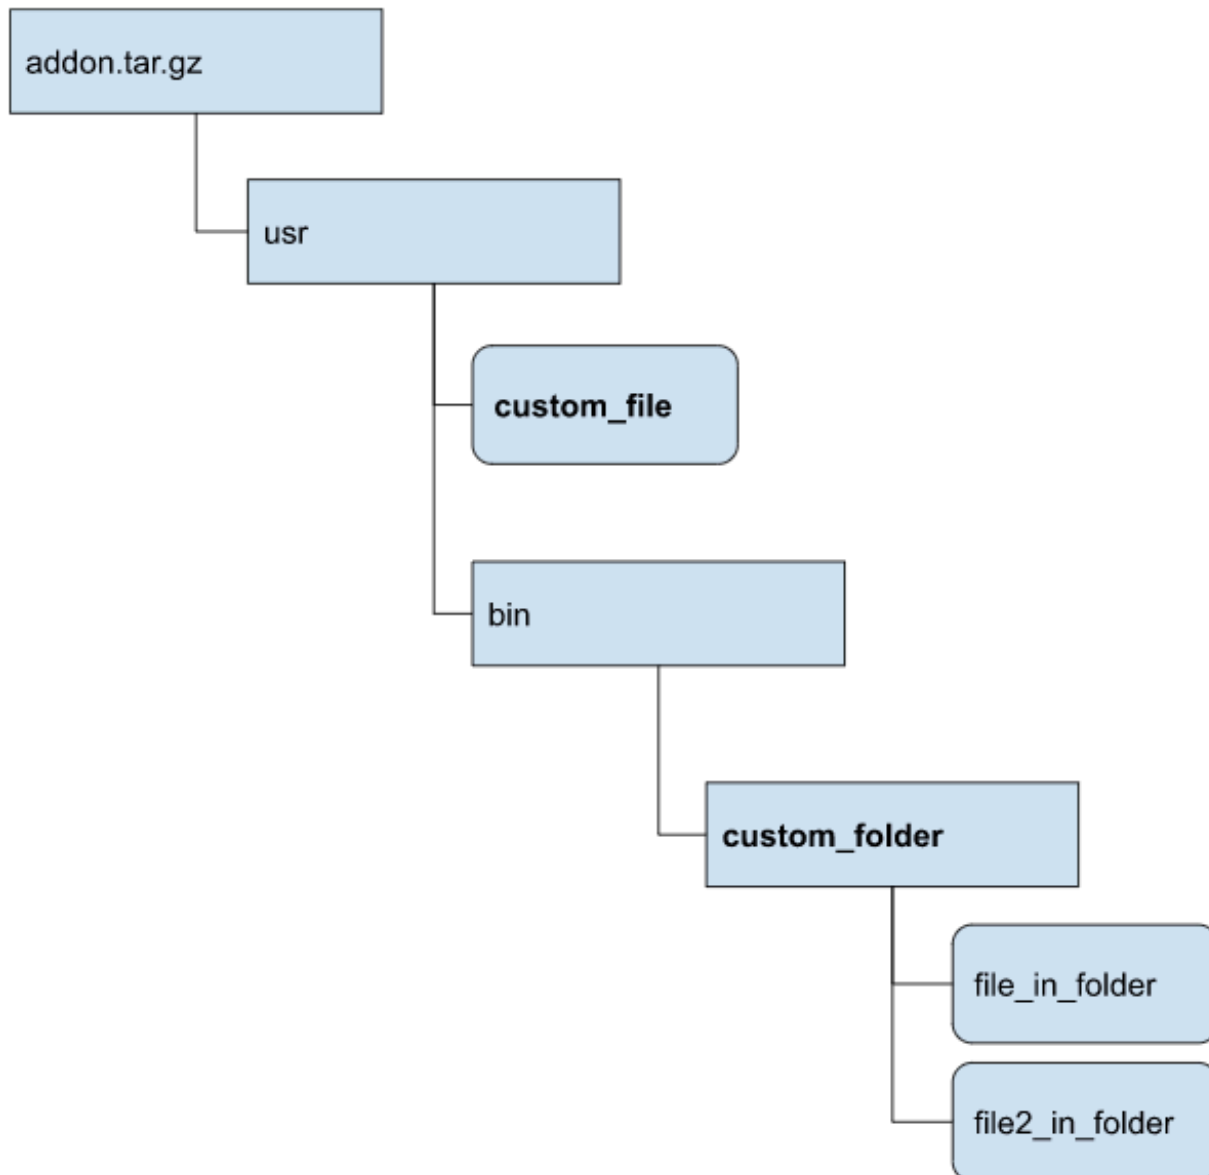 addon.tar.gz
usr
custom_file
bin
custom_folder
file_in_folder
file2_in_folder